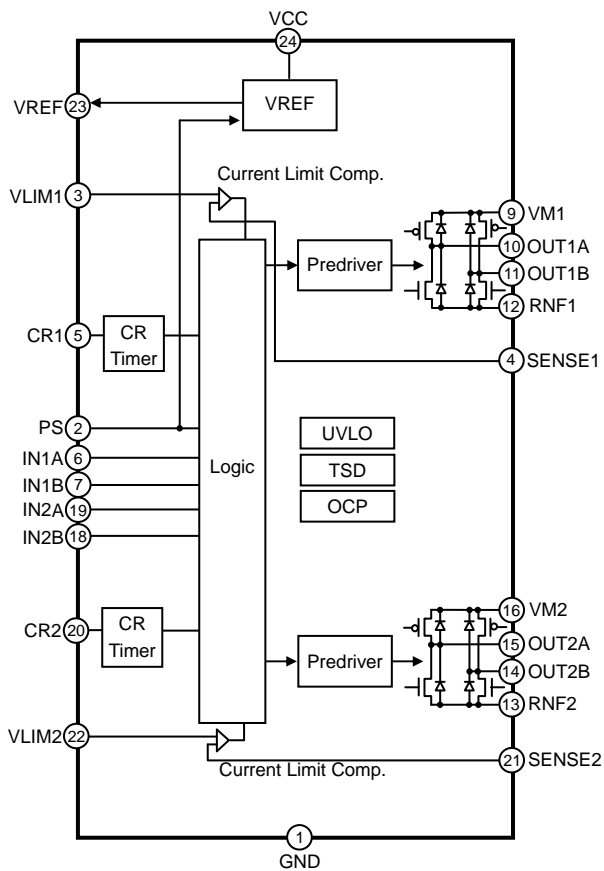 VCC
24
VREF
23
VREF
Current Limit Comp.
VLIM1
3
9
VM1
10
OUT1A
Predriver
11
OUT1B
12
RNF1
CR1
5
CR
Timer
4
SENSE1
PS
2
UVLO
IN1A
6
Logic
TSD
IN1B
7
IN2A
19
OCP
IN2B
18
16
VM2
CR2
20
CR
Timer
15
OUT2A
Predriver
14
OUT2B
13
RNF2
VLIM2
22
21
SENSE2
Current Limit Comp.
1
GND